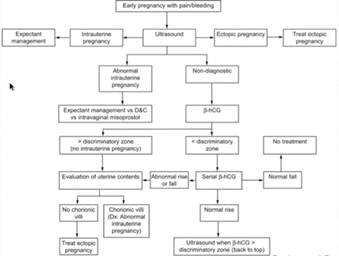 Early pregnancy with pain/bleeding
Expectant
management
Intrauterine
pregnancy
Ultrasound
Ectopic pregnancy
Treat ectopic
pregnancy
Abnormal
intrauterine
pregnancy
Non-diagnostic
Expectant management vs D&C
vs intravaginal misoprostol
β-hCG
> discriminatory zone
(no intrauterine pregnancy)
< discriminatory
zone
No treatment
Evaluation of uterine contents
Abnormal rise
or fall
Serial β-hCG
Normal fall
No chorionic
villi
Chorionic villi
(Dx: Abnormal
intrauterine
pregnancy)
Normal rise
Treat ectopic
pregnancy
Ultrasound when β-hCG >
discriminatory zone (back to top)